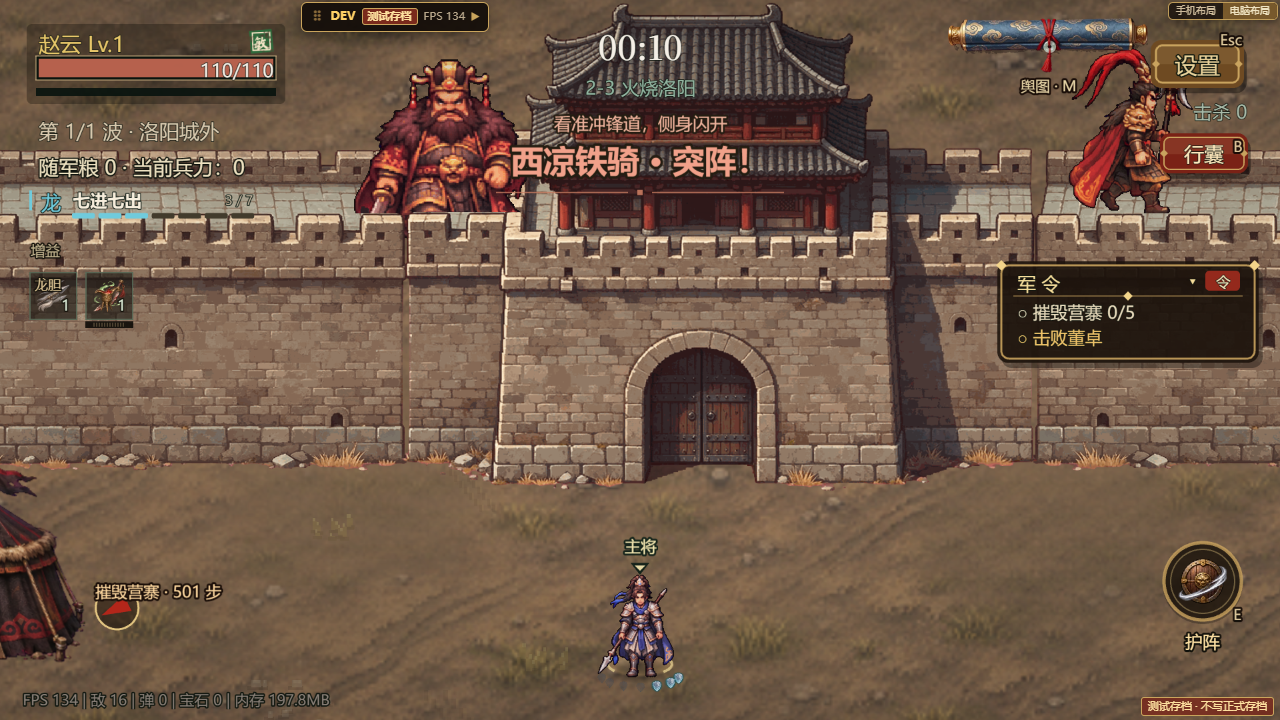 DEV 测试存档 FPS 134 ▶
手机布局 电脑布局
赵云 Lv.1 敏
110/110
00:10
2-3 火烧洛阳
Esc
设置
舆图 · M
击杀 0
第 1/1 波 · 洛阳城外
看准冲锋道，侧身闪开
西凉铁骑 · 突阵！
行囊 B
随军粮 0 · 当前兵力： 0
龙 七进七出 3 / 7
增益
龙胆 1
1
军令 ▼ 令
○ 摧毁营寨 0/5
○ 击败董卓
主将
摧毁营寨 · 501 步
E
护阵
FPS 134 | 敌 16 | 弹 0 | 宝石 0 | 内存 197.8MB
测试存档 · 不写正式存档